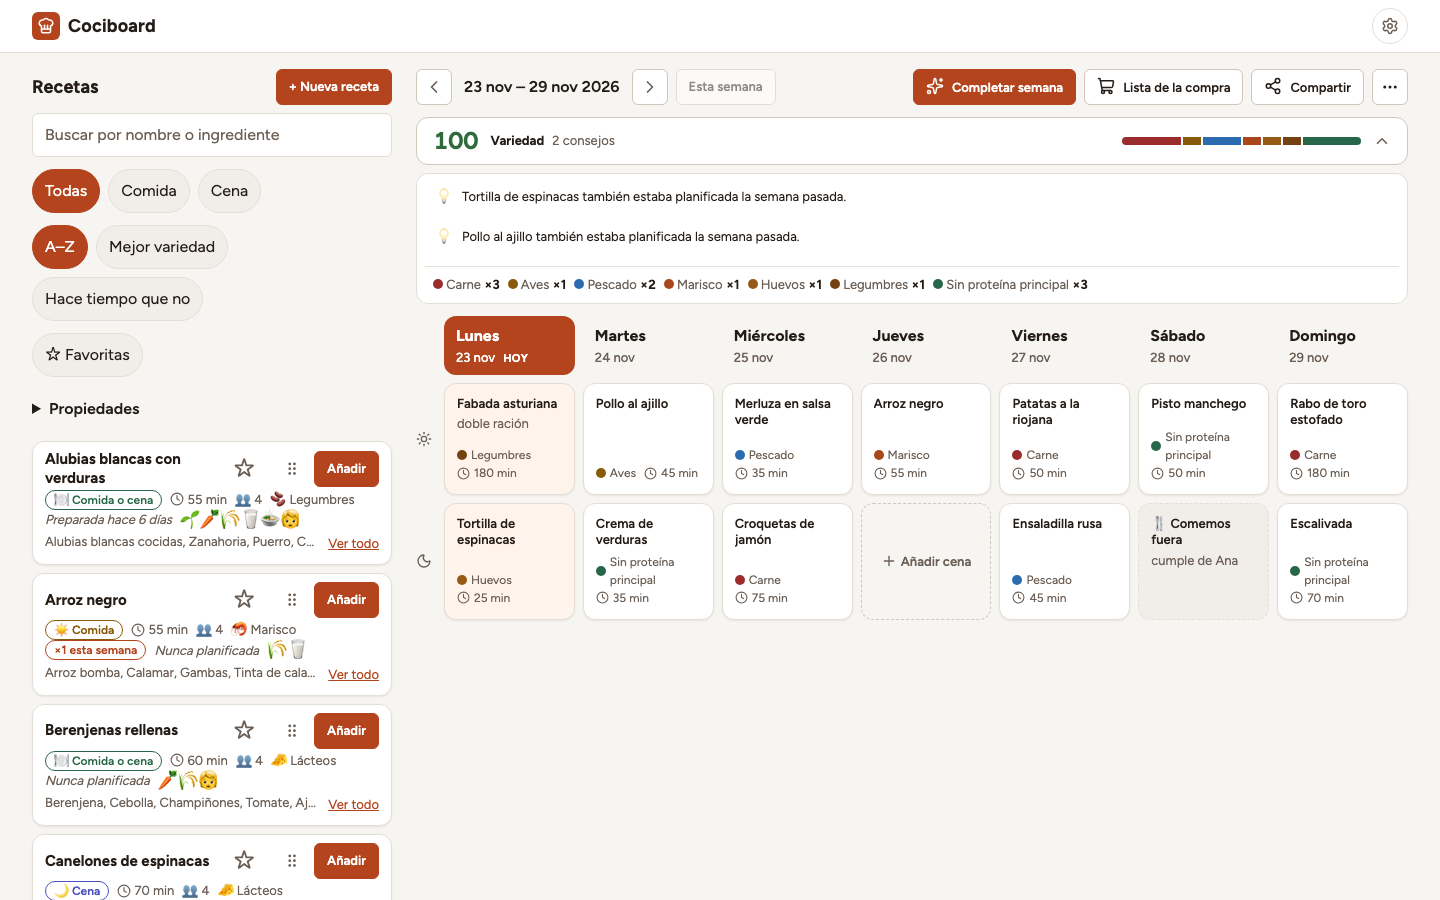 Cociboard
Recetas
+ Nueva receta
Buscar por nombre o ingrediente
Todas
Comida
Cena
A–Z
Mejor variedad
Hace tiempo que no
Favoritas
Propiedades
Alubias blancas con
verduras
Añadir
Comida o cena
55 min
4
Legumbres
Preparada hace 6 días
Alubias blancas cocidas, Zanahoria, Puerro, C...
Ver todo
Arroz negro
Añadir
Comida
55 min
4
Marisco
×1 esta semana
Nunca planificada
Arroz bomba, Calamar, Gambas, Tinta de cala...
Ver todo
Berenjenas rellenas
Añadir
Comida o cena
60 min
4
Lácteos
Nunca planificada
Berenjena, Cebolla, Champiñones, Tomate, Aj...
Ver todo
Canelones de espinacas
Añadir
Cena
70 min
4
Lácteos
23 nov – 29 nov 2026
Esta semana
Completar semana
Lista de la compra
Compartir
100 Variedad 2 consejos
Tortilla de espinacas también estaba planificada la semana pasada.
Pollo al ajillo también estaba planificada la semana pasada.
Carne ×3 Aves ×1 Pescado ×2 Marisco ×1 Huevos ×1 Legumbres ×1 Sin proteína principal ×3
Lunes
23 nov HOY
Martes
24 nov
Miércoles
25 nov
Jueves
26 nov
Viernes
27 nov
Sábado
28 nov
Domingo
29 nov
Fabada asturiana
doble ración
Legumbres
180 min
Pollo al ajillo
Aves 45 min
Merluza en salsa
verde
Pescado
35 min
Arroz negro
Marisco
55 min
Patatas a la
riojana
Carne
50 min
Pisto manchego
Sin proteína
principal
50 min
Rabo de toro
estofado
Carne
180 min
Tortilla de
espinacas
Huevos
25 min
Crema de
verduras
Sin proteína
principal
35 min
Croquetas de
jamón
Carne
75 min
Añadir cena
Ensaladilla rusa
Pescado
45 min
Comemos
fuera
cumple de Ana
Escalivada
Sin proteína
principal
70 min